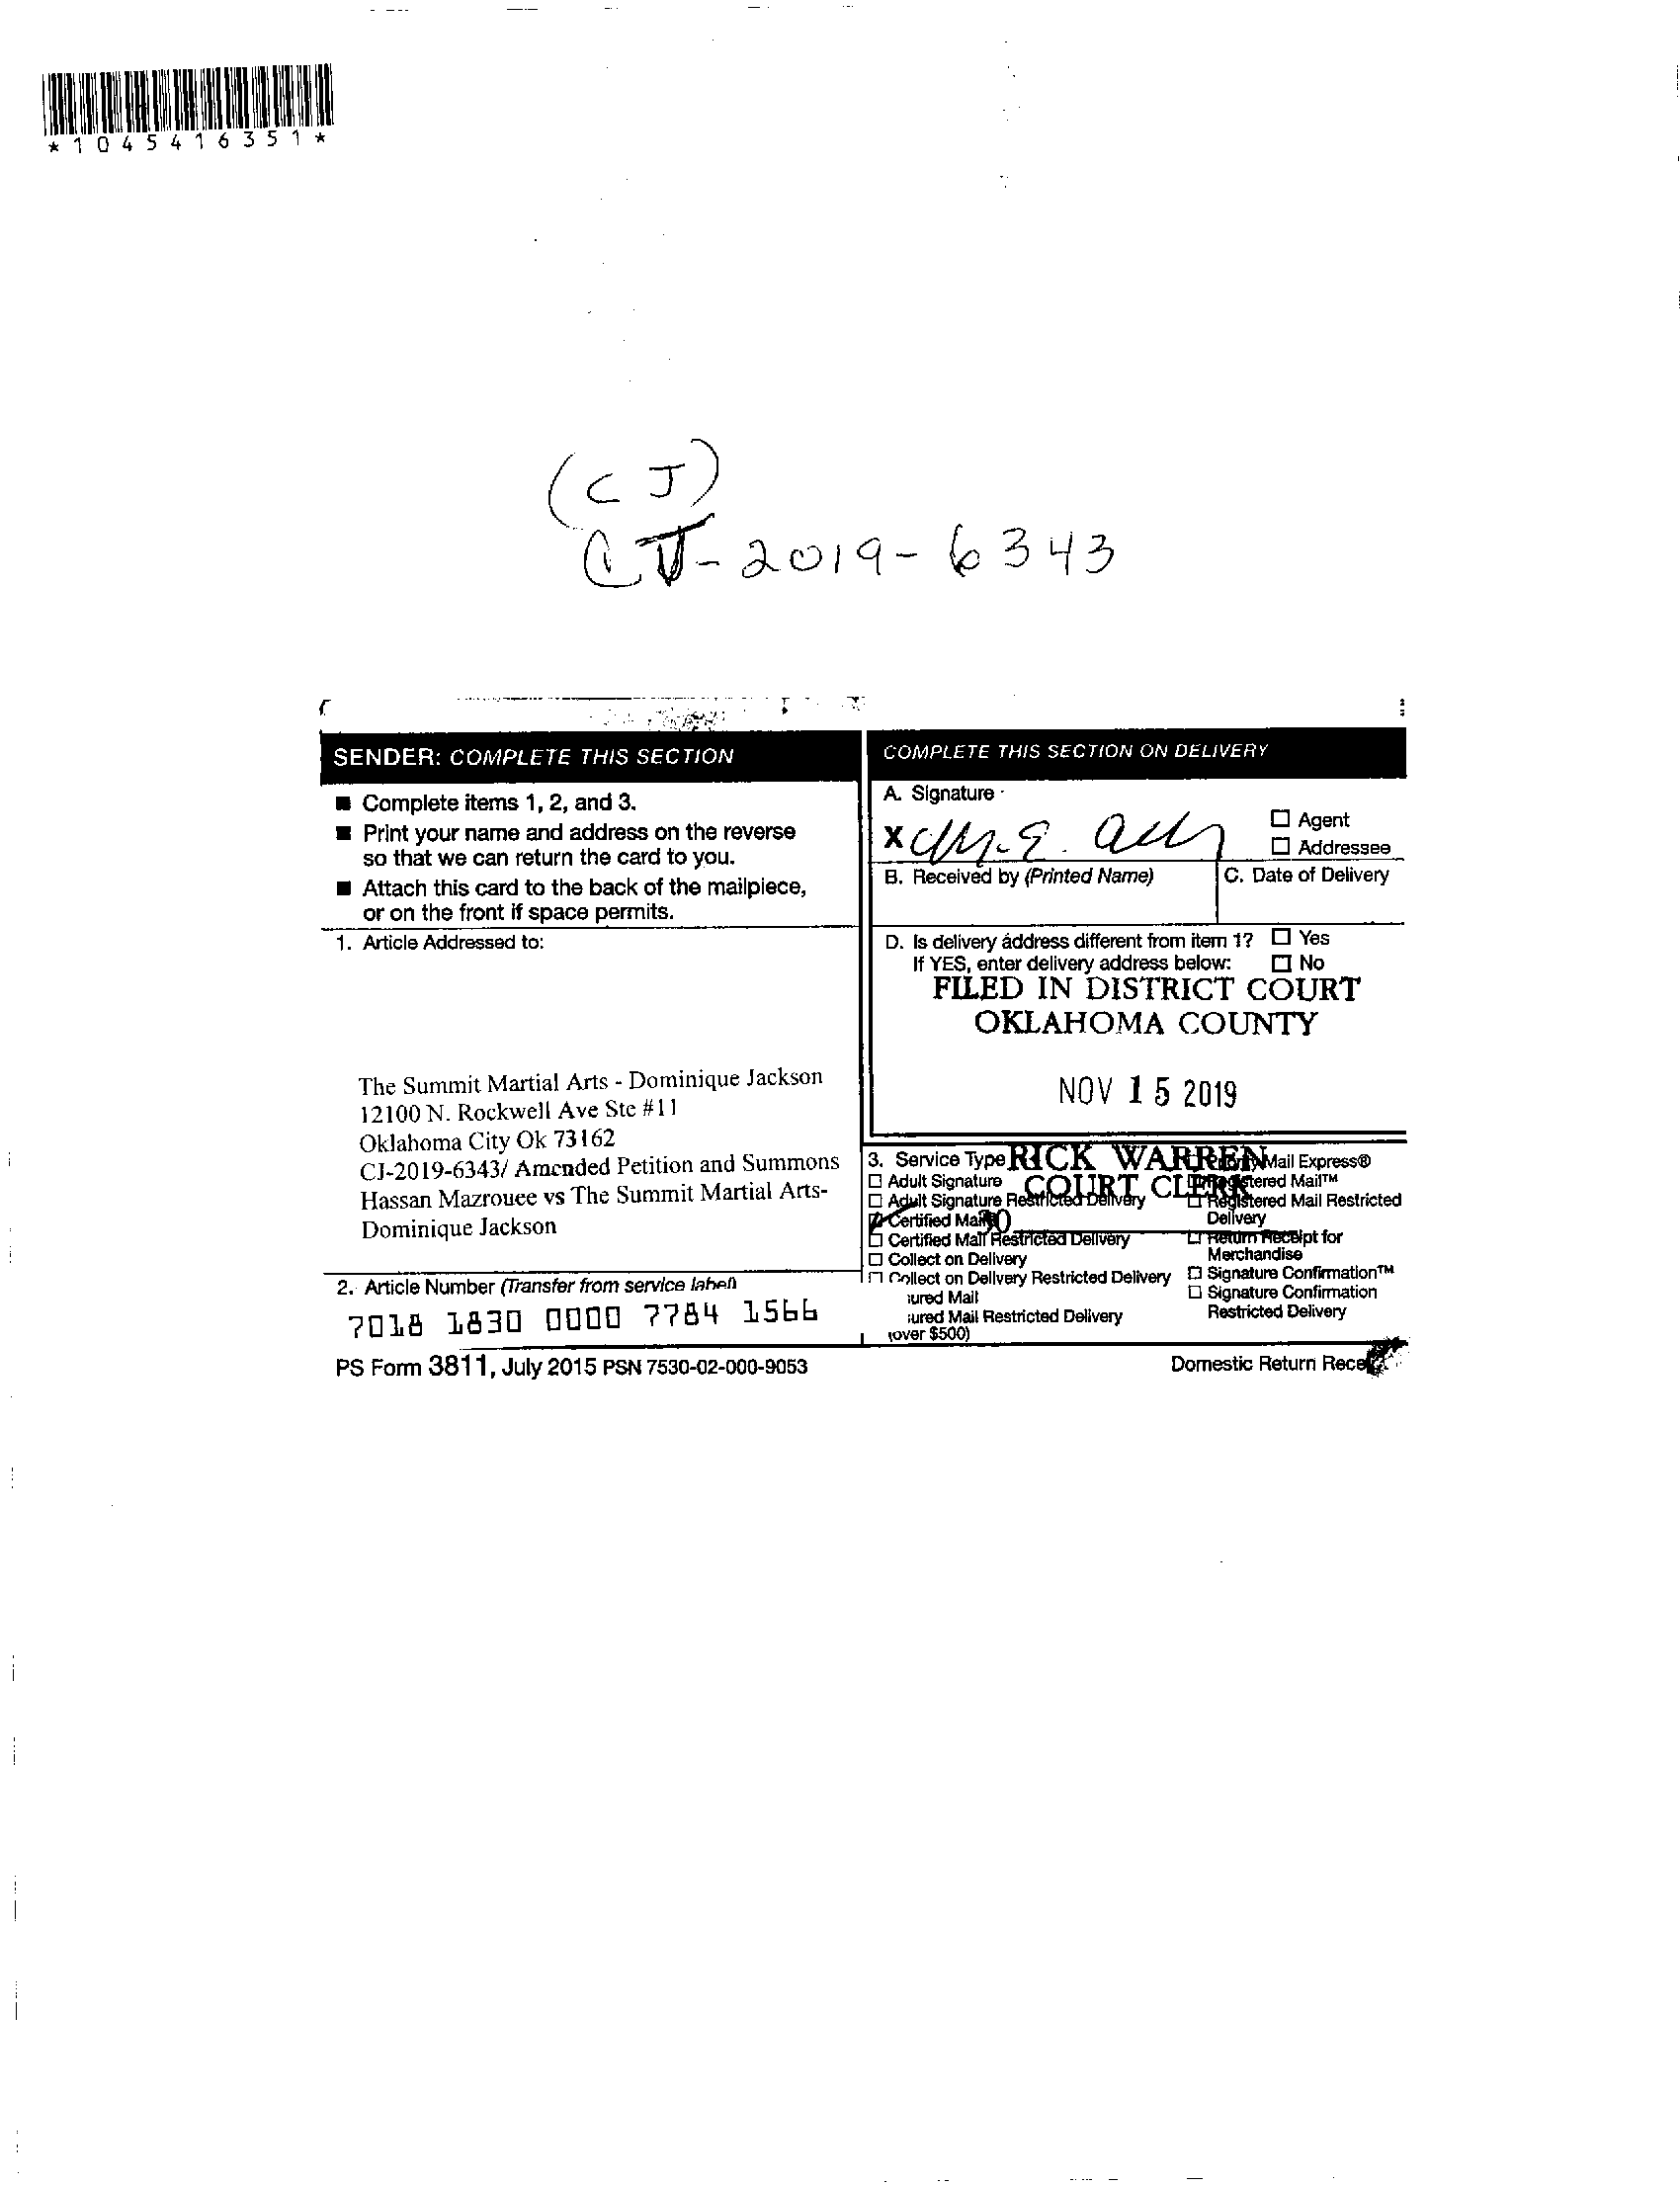 *1045416351*
(CJ)
CJ-2019-6343
SENDER: COMPLETE THIS SECTION
■ Complete items 1, 2, and 3.
■ Print your name and address on the reverse
so that we can return the card to you.
■ Attach this card to the back of the mailpiece,
or on the front if space permits.
1. Article Addressed to:
The Summit Martial Arts - Dominique Jackson
12100 N. Rockwell Ave Ste #11
Oklahoma City Ok 73162
CJ-2019-6343/ Amended Petition and Summons
Hassan Mazrouee vs The Summit Martial Arts-
Dominique Jackson
2. Article Number (Transfer from service label)
7018 1830 0000 7784 1566
COMPLETE THIS SECTION ON DELIVERY
A. Signature
X
☐ Agent
☐ Addressee
B. Received by (Printed Name)
C. Date of Delivery
D. Is delivery address different from item 1? ☐ Yes
If YES, enter delivery address below: ☐ No
FILED IN DISTRICT COURT
OKLAHOMA COUNTY
NOV 15 2019
RICK WARREN
COURT CLERK
3. Service Type
☐ Adult Signature
☐ Adult Signature Restricted Delivery
Certified Mail
30
☐ Certified Mail Restricted Delivery
☐ Collect on Delivery
☐ Collect on Delivery Restricted Delivery
ured Mail
ured Mail Restricted Delivery
(over $500)
☐ Priority Mail Express®
☐ Registered Mail™
☐ Registered Mail Restricted
Delivery
☐ Return Receipt for
Merchandise
☐ Signature Confirmation™
☐ Signature Confirmation
Restricted Delivery
PS Form 3811, July 2015 PSN 7530-02-000-9053
Domestic Return Rece